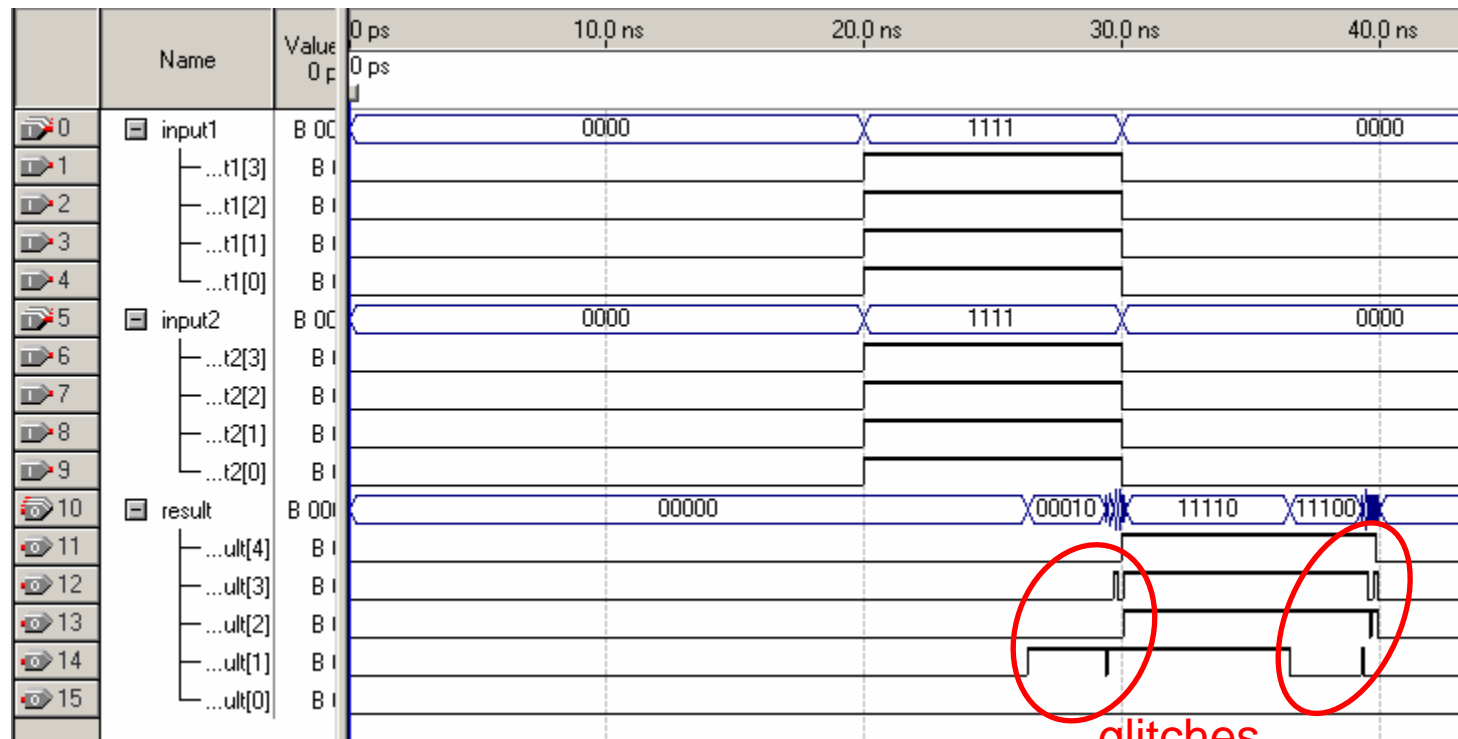 Name Value 0 ps 10.0 ns 20.0 ns 30.0 ns 40.0 ns
0 p 0 ps
0 input1 B 00 0000 1111 0000
1 ...t1[3] B
2 ...t1[2] B
3 ...t1[1] B
4 ...t1[0] B
5 input2 B 00 0000 1111 0000
6 ...t2[3] B
7 ...t2[2] B
8 ...t2[1] B
9 ...t2[0] B
10 result B 00 00000 00010 11110 11100
11 ...ult[4] B
12 ...ult[3] B
13 ...ult[2] B
14 ...ult[1] B
15 ...ult[0] B
glitches